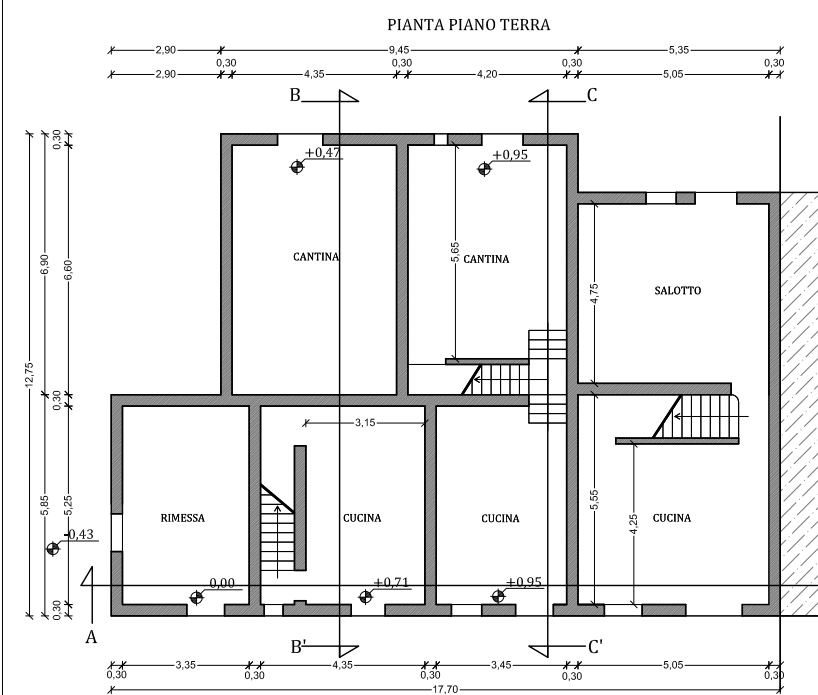 PIANTA PIANO TERRA
2,90 9,45 5,35
0,30 0,30 0,30 0,30
2,90 4,35 4,20 5,05
B C
0,30 0,30
+0,47 +0,95
6,90 6,60 5,65 4,75
CANTINA CANTINA
SALOTTO
12,75
0,30
3,15
5,85 5,25 5,55 4,25
RIMESSA CUCINA CUCINA CUCINA
-0,43
0,00 +0,71 +0,95
0,30
A
B' C'
3,35 4,35 3,45 5,05
0,30 0,30 0,30 0,30 0,30
17,70